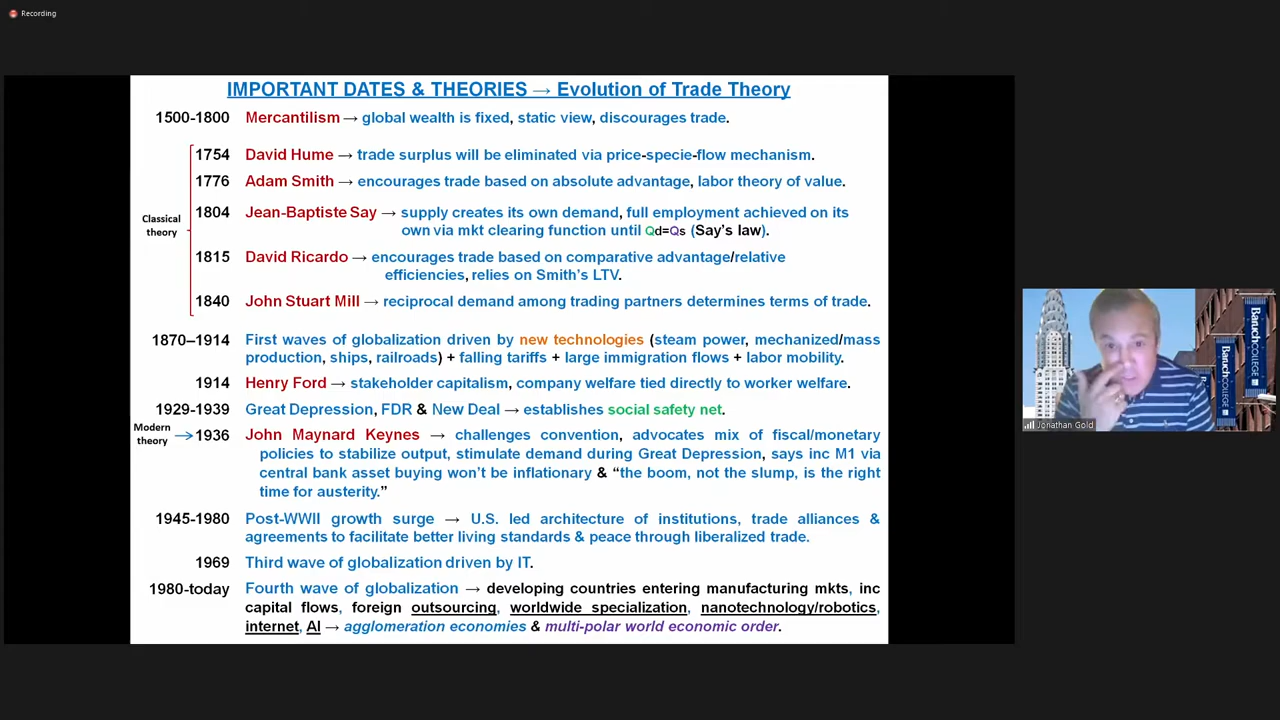 Recording
IMPORTANT DATES & THEORIES → Evolution of Trade Theory
1500-1800 Mercantilism → global wealth is fixed, static view, discourages trade.
1754 David Hume → trade surplus will be eliminated via price-specie-flow mechanism.
1776 Adam Smith → encourages trade based on absolute advantage, labor theory of value.
Classical theory
1804 Jean-Baptiste Say → supply creates its own demand, full employment achieved on its
own via mkt clearing function until Qd=Qs (Say's law).
1815 David Ricardo → encourages trade based on comparative advantage/relative
efficiencies, relies on Smith's LTV.
1840 John Stuart Mill → reciprocal demand among trading partners determines terms of trade.
1870–1914 First waves of globalization driven by new technologies (steam power, mechanized/mass
production, ships, railroads) + falling tariffs + large immigration flows + labor mobility.
1914 Henry Ford → stakeholder capitalism, company welfare tied directly to worker welfare.
1929-1939 Great Depression, FDR & New Deal → establishes social safety net.
Modern theory → 1936 John Maynard Keynes → challenges convention, advocates mix of fiscal/monetary
policies to stabilize output, stimulate demand during Great Depression, says inc M1 via
central bank asset buying won't be inflationary & "the boom, not the slump, is the right
time for austerity."
1945-1980 Post-WWII growth surge → U.S. led architecture of institutions, trade alliances &
agreements to facilitate better living standards & peace through liberalized trade.
1969 Third wave of globalization driven by IT.
1980-today Fourth wave of globalization → developing countries entering manufacturing mkts, inc
capital flows, foreign outsourcing, worldwide specialization, nanotechnology/robotics,
internet, AI → agglomeration economies & multi-polar world economic order.
Baruch COLLEGE
Baruch COLLEGE
Jonathan Gold